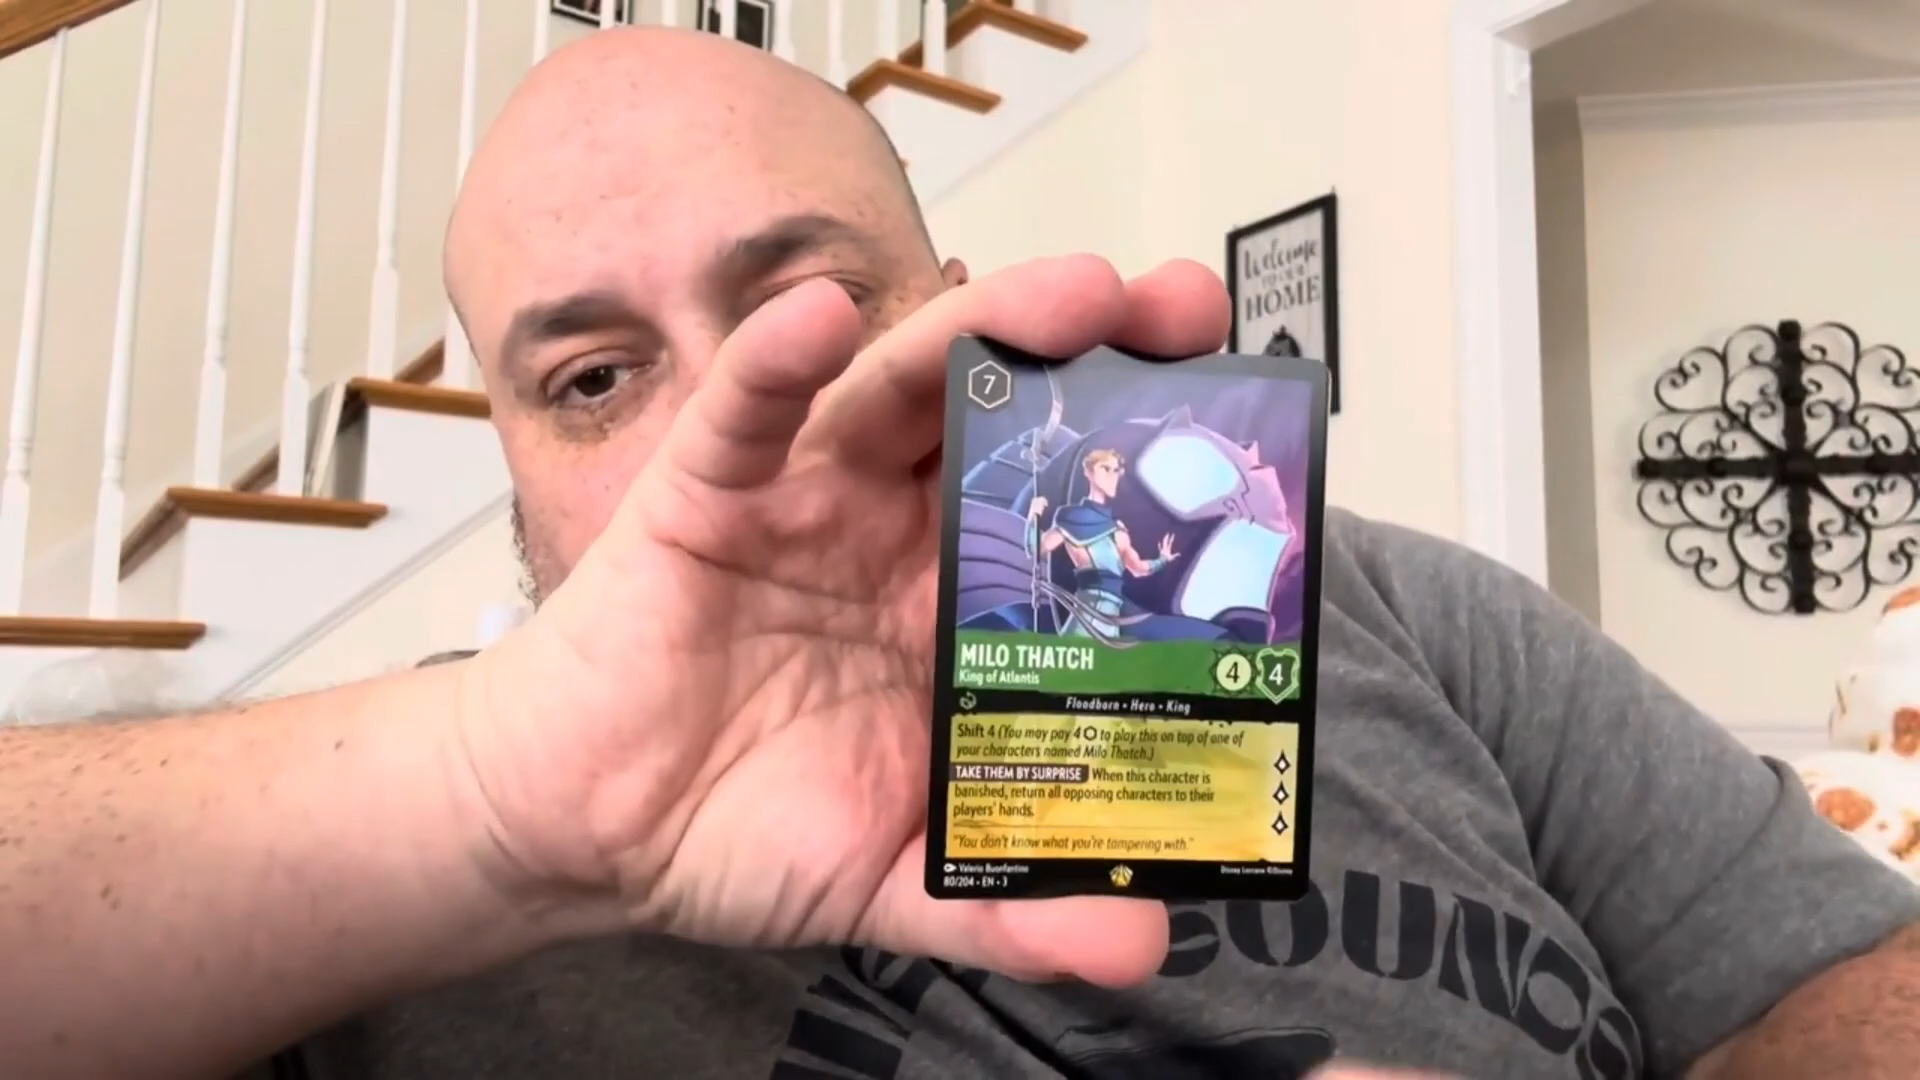 Welcome
TO OUR
HOME
7
MILO THATCH
King of Atlantis
4
4
Floodborn • Hero • King
Shift 4 (You may pay 4 ⬡ to play this on top of one of
your characters named Milo Thatch.)
TAKE THEM BY SURPRISE When this character is
banished, return all opposing characters to their
players' hands.
"You don't know what you're tampering with."
Valerio Buonfantino
80/204 • EN • 3
Disney Lorcana ©Disney